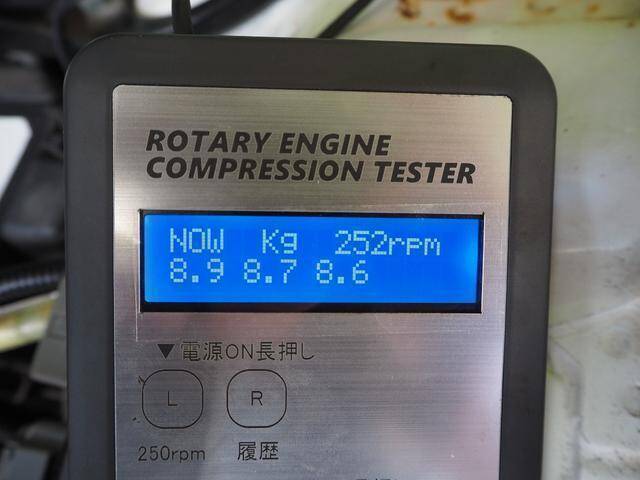 ROTARY ENGINE
COMPRESSION TESTER
NOW Kg 252rpm
8.9 8.7 8.6
▼電源ON長押し
L R
250rpm 履歴